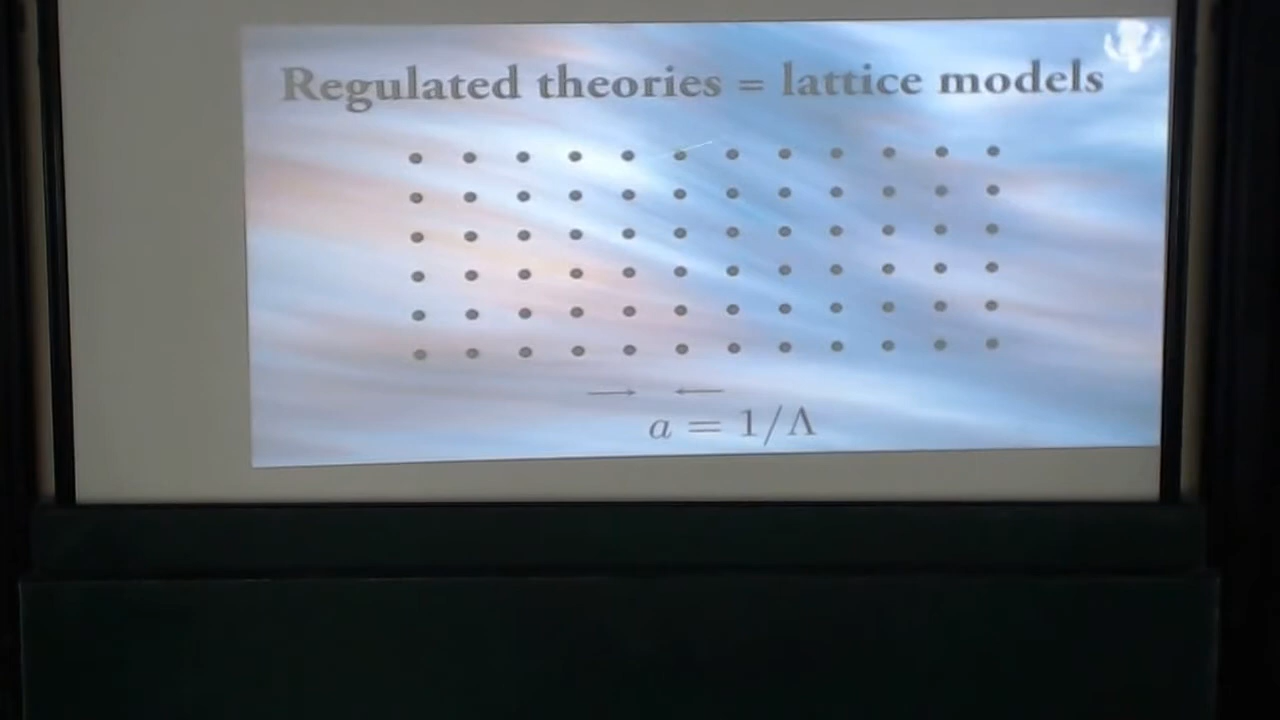 Regulated theories = lattice models
a = 1/Λ